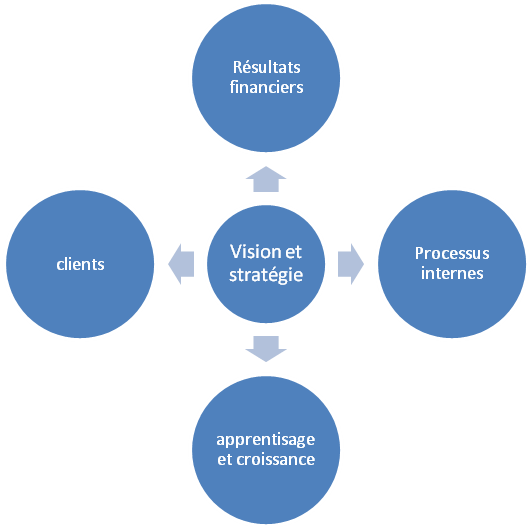 Résultats
financiers
clients
Vision et
stratégie
Processus
internes
apprentisage
et croissance